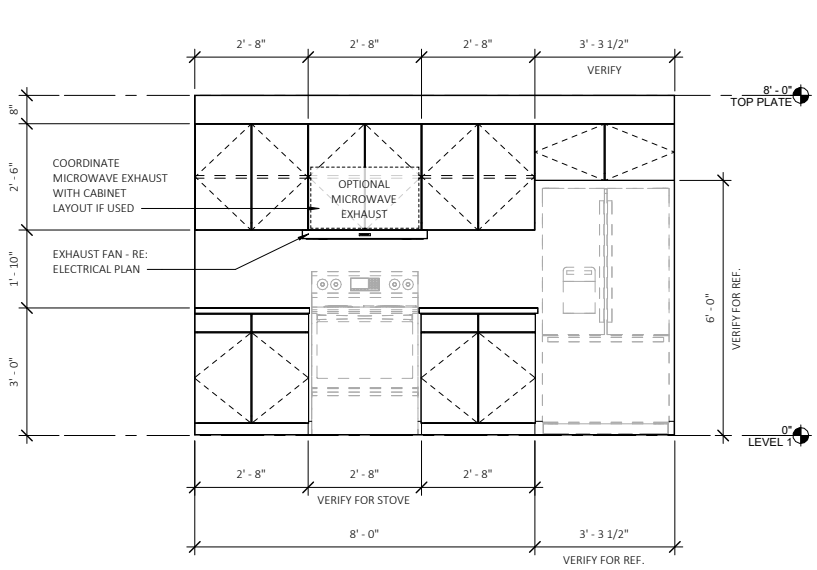 2' - 8"
2' - 8"
2' - 8"
3' - 3 1/2"
VERIFY
8' - 0"
TOP PLATE
8"
2' - 6"
1' - 10"
3' - 0"
COORDINATE
MICROWAVE EXHAUST
WITH CABINET
LAYOUT IF USED
OPTIONAL
MICROWAVE
EXHAUST
EXHAUST FAN - RE:
ELECTRICAL PLAN
6' - 0"
VERIFY FOR REF.
0"
LEVEL 1
2' - 8"
2' - 8"
2' - 8"
VERIFY FOR STOVE
8' - 0"
3' - 3 1/2"
VERIFY FOR REF.